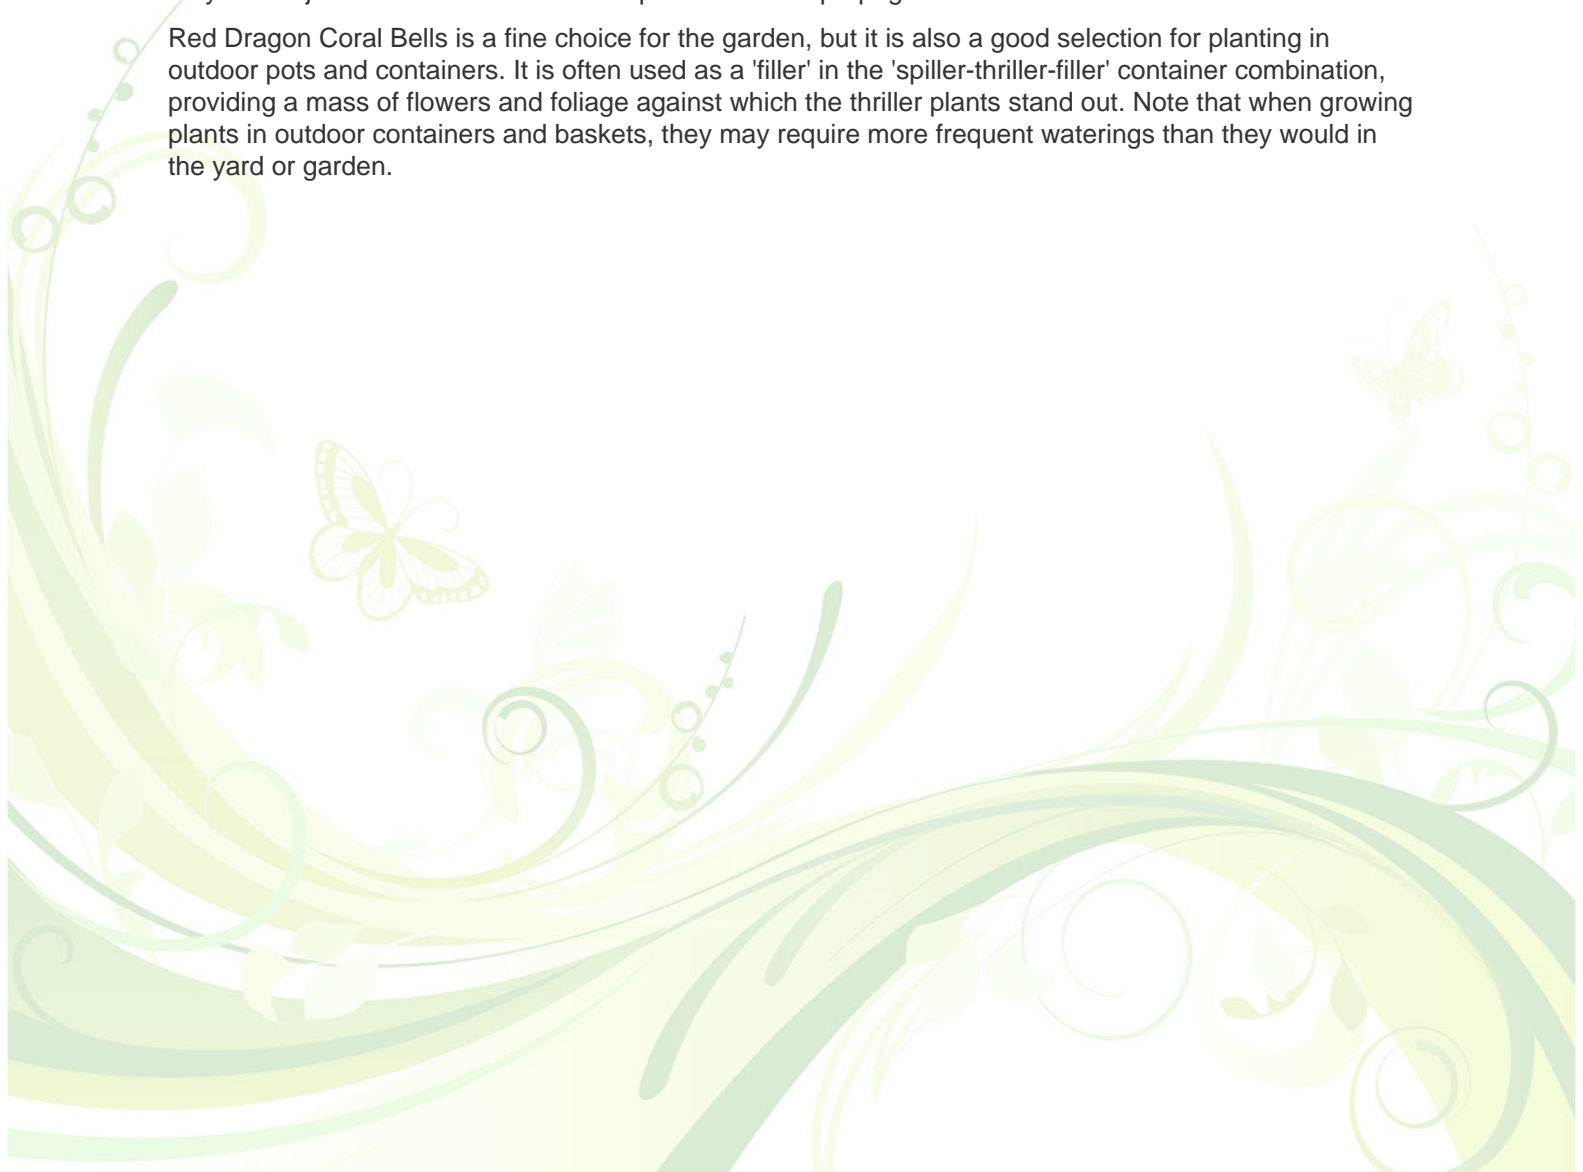 Red Dragon Coral Bells is a fine choice for the garden, but it is also a good selection for planting in
outdoor pots and containers. It is often used as a 'filler' in the 'spiller-thriller-filler' container combination,
providing a mass of flowers and foliage against which the thriller plants stand out. Note that when growing
plants in outdoor containers and baskets, they may require more frequent waterings than they would in
the yard or garden.